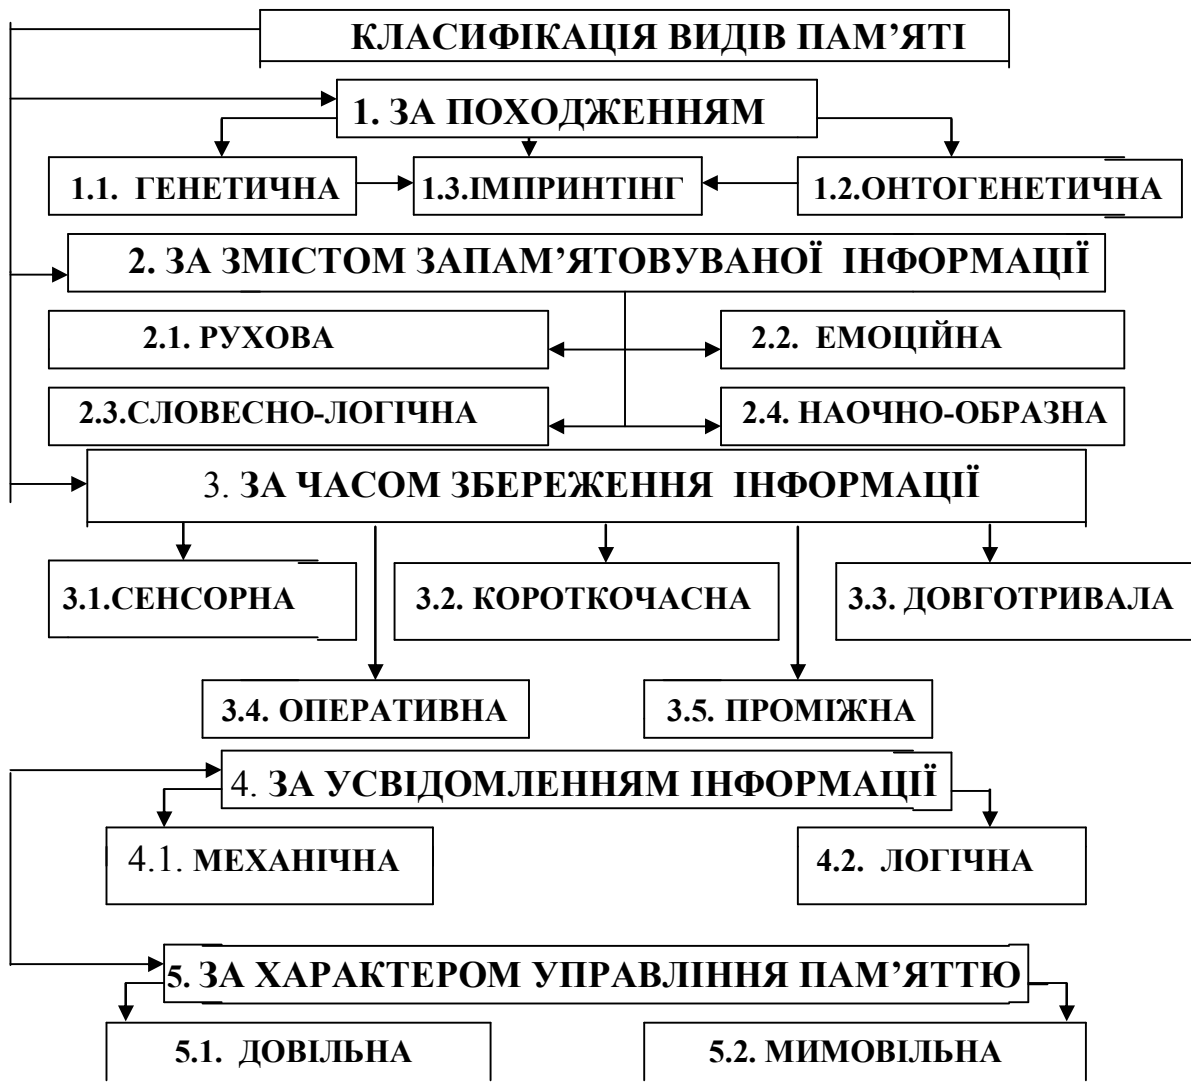 КЛАСИФІКАЦІЯ ВИДІВ ПАМ’ЯТІ
1. ЗА ПОХОДЖЕННЯМ
1.1. ГЕНЕТИЧНА
1.3.ІМПРИНТІНГ
1.2.ОНТОГЕНЕТИЧНА
2. ЗА ЗМІСТОМ ЗАПАМ’ЯТОВУВАНОЇ ІНФОРМАЦІЇ
2.1. РУХОВА
2.2. ЕМОЦІЙНА
2.3.СЛОВЕСНО-ЛОГІЧНА
2.4. НАОЧНО-ОБРАЗНА
3. ЗА ЧАСОМ ЗБЕРЕЖЕННЯ ІНФОРМАЦІЇ
3.1.СЕНСОРНА
3.2. КОРОТКОЧАСНА
3.3. ДОВГОТРИВАЛА
3.4. ОПЕРАТИВНА
3.5. ПРОМІЖНА
4. ЗА УСВІДОМЛЕННЯМ ІНФОРМАЦІЇ
4.1. МЕХАНІЧНА
4.2. ЛОГІЧНА
5. ЗА ХАРАКТЕРОМ УПРАВЛІННЯ ПАМ’ЯТТЮ
5.1. ДОВІЛЬНА
5.2. МИМОВІЛЬНА